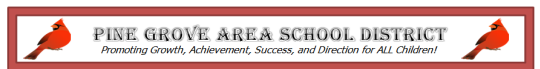 PINE GROVE AREA SCHOOL DISTRICT
Promoting Growth, Achievement, Success, and Direction for ALL Children!